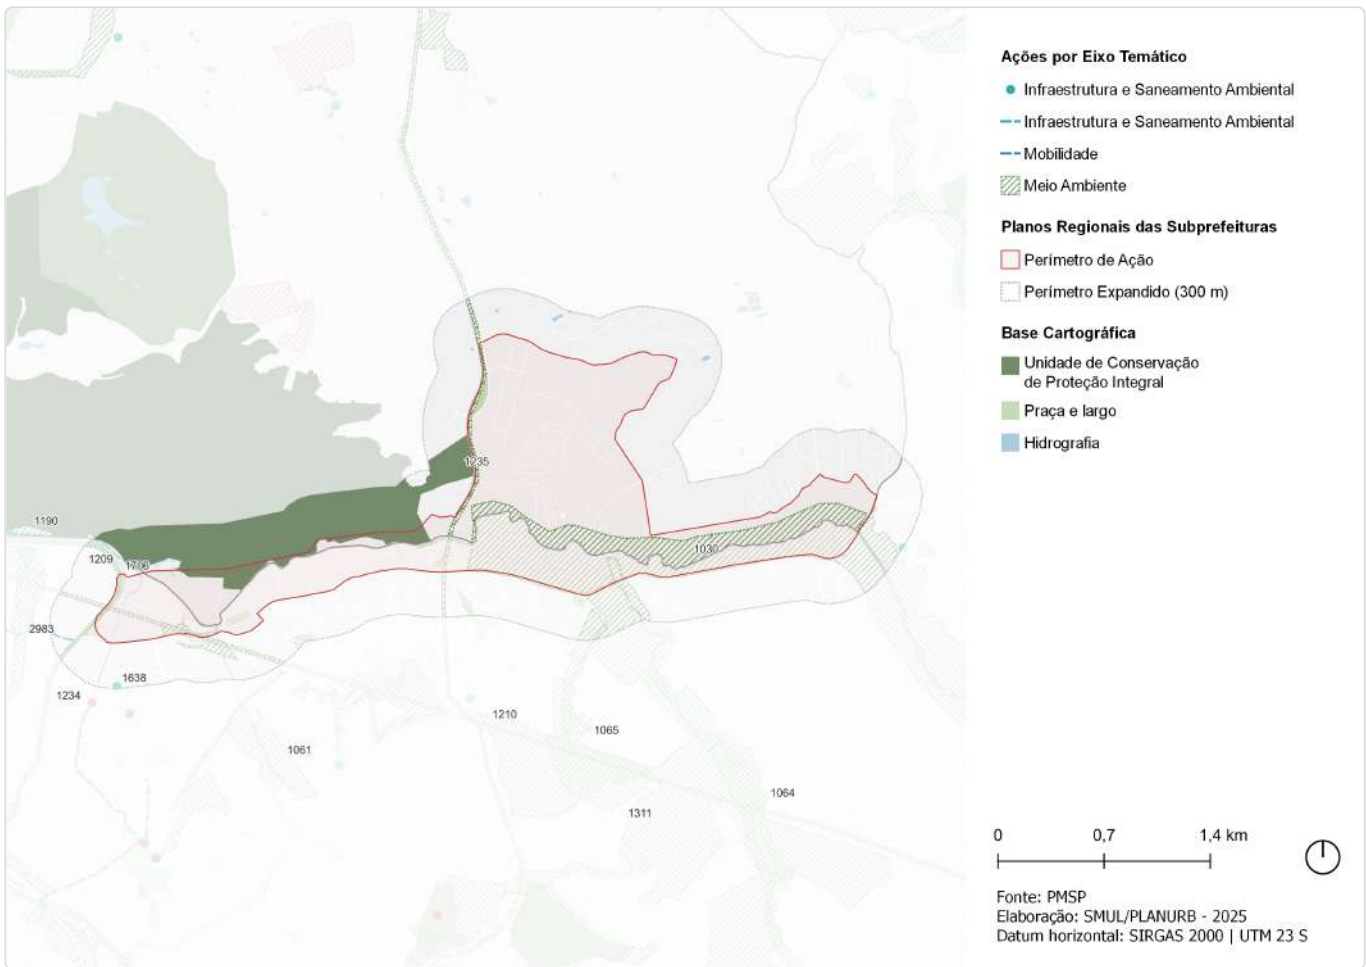 Ações por Eixo Temático
Infraestrutura e Saneamento Ambiental
Infraestrutura e Saneamento Ambiental
Mobilidade
Meio Ambiente
Planos Regionais das Subprefeituras
Perímetro de Ação
Perímetro Expandido (300 m)
Base Cartográfica
Unidade de Conservação
de Proteção Integral
Praça e largo
Hidrografia
1235
1190
1209
1706
1030
2983
1638
1234
1210
1065
1061
1064
1311
0 0,7 1,4 km
Fonte: PMSP
Elaboração: SMUL/PLANURB - 2025
Datum horizontal: SIRGAS 2000 | UTM 23 S